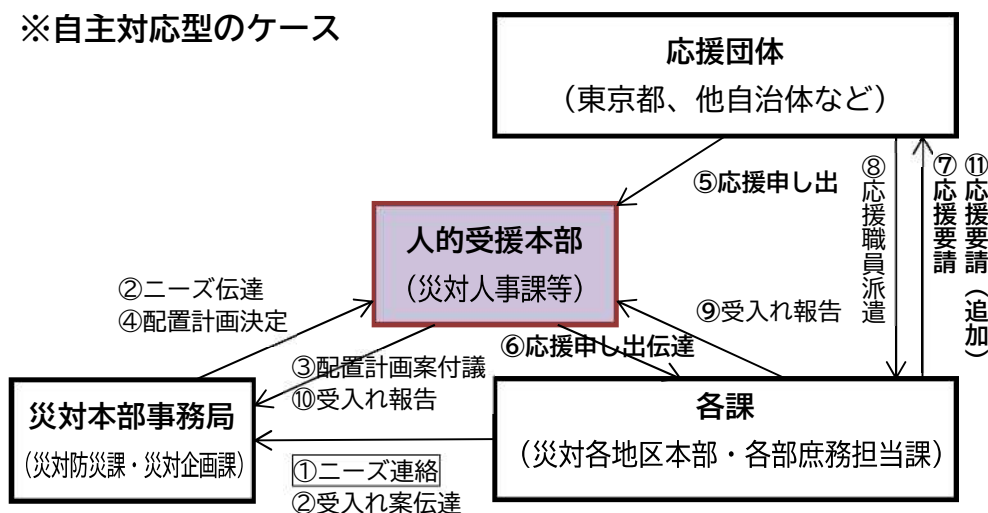 ※自主対応型のケース
応援団体
（東京都、他自治体など）
⑤応援申し出
⑧応援職員派遣
⑦応援要請
⑪応援要請（追加）
人的受援本部
（災対人事課等）
②ニーズ伝達
④配置計画決定
⑨受入れ報告
⑥応援申し出伝達
③配置計画案付議
⑩受入れ報告
災対本部事務局
（災対防災課・災対企画課）
各課
（災対各地区本部・各部庶務担当課）
①ニーズ連絡
②受入れ案伝達